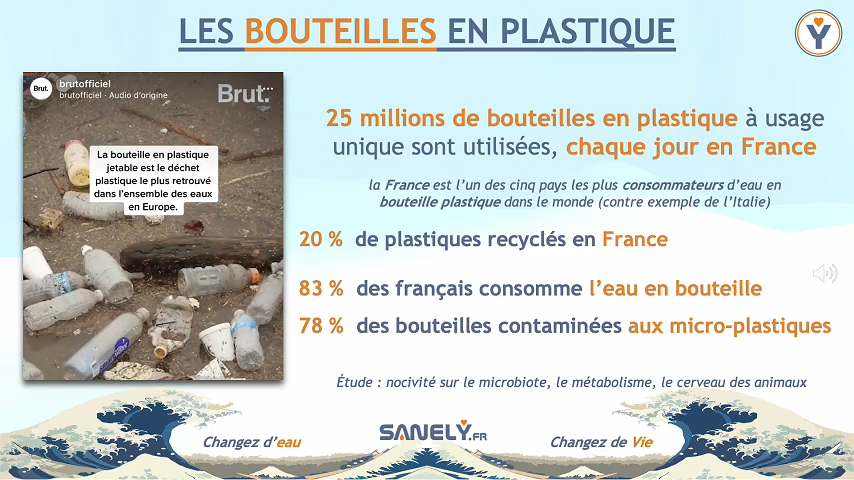 LES BOUTEILLES EN PLASTIQUE
Y
Brut.
brutofficiel
brutofficiel · Audio d'origine
Brut.
La bouteille en plastique
jetable est le déchet
plastique le plus retrouvé
dans l'ensemble des eaux
en Europe.
25 millions de bouteilles en plastique à usage
unique sont utilisées, chaque jour en France
la France est l'un des cinq pays les plus consommateurs d'eau en
bouteille plastique dans le monde (contre exemple de l'Italie)
20 % de plastiques recyclés en France
83 % des français consomme l'eau en bouteille
78 % des bouteilles contaminées aux micro-plastiques
Étude : nocivité sur le microbiote, le métabolisme, le cerveau des animaux
Changez d'eau
SANELY.FR
Changez de Vie